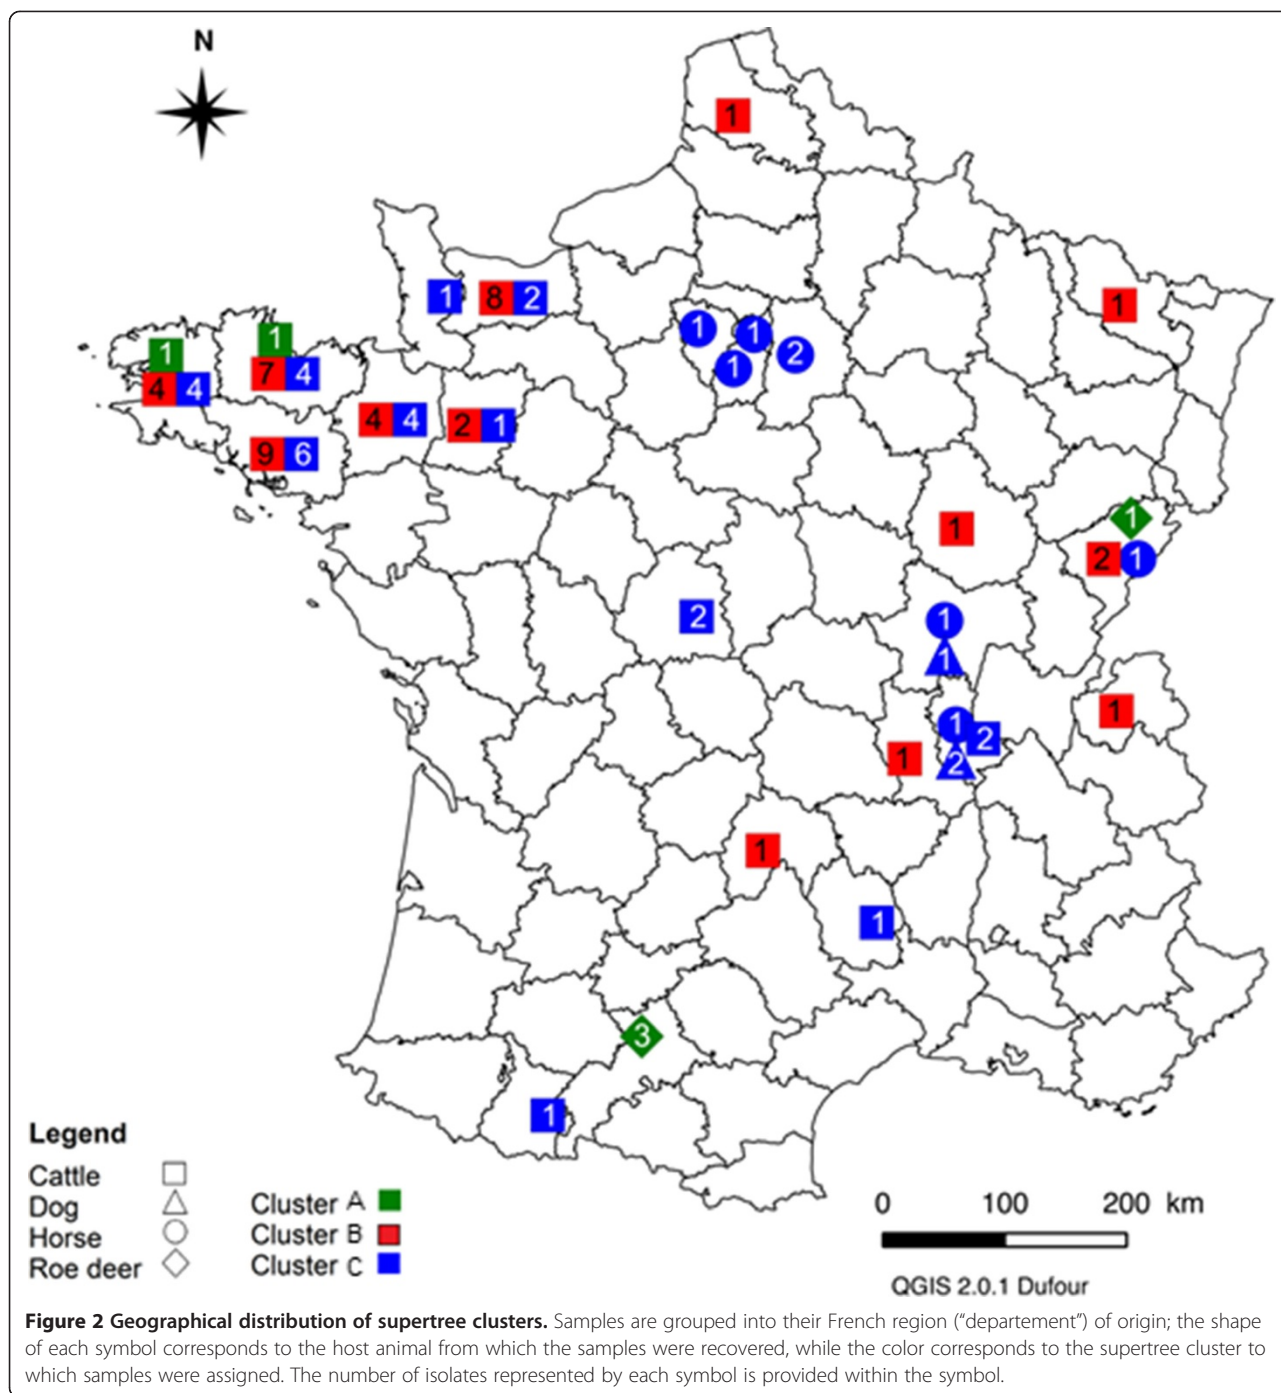 N
1
1
1
8 2
1
1
1
2
1
1
1
4 4
7 4
4 4
2 1
9 6
1
1
2 1
2
1
1
1
1
2
1
2
1
1
3
1
Legend
Cattle
Dog
Horse
Roe deer
Cluster A
Cluster B
Cluster C
0 100 200 km
QGIS 2.0.1 Dufour
Figure 2 Geographical distribution of supertree clusters. Samples are grouped into their French region (“departement”) of origin; the shape
of each symbol corresponds to the host animal from which the samples were recovered, while the color corresponds to the supertree cluster to
which samples were assigned. The number of isolates represented by each symbol is provided within the symbol.